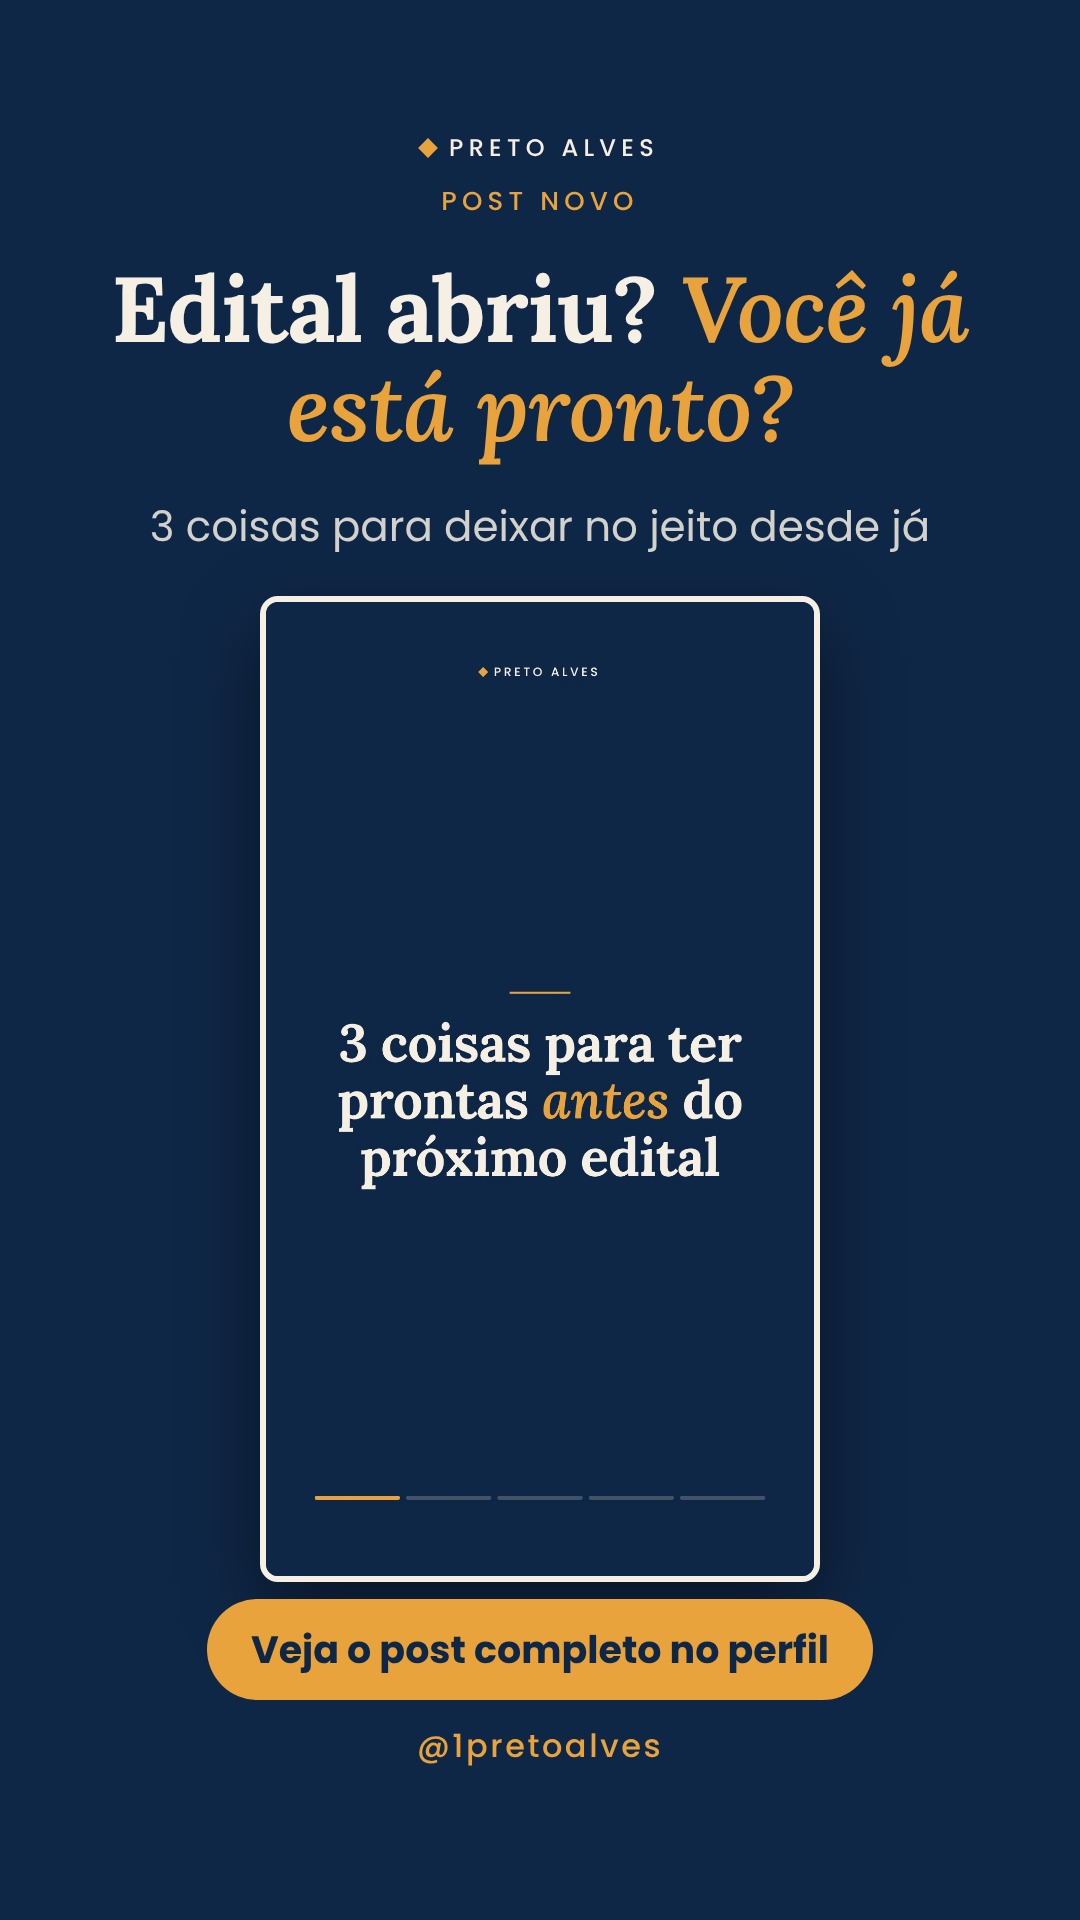 PRETO ALVES
POST NOVO
Edital abriu? Você já
está pronto?
3 coisas para deixar no jeito desde já
PRETO ALVES
3 coisas para ter
prontas antes do
próximo edital
Veja o post completo no perfil
@1pretoalves